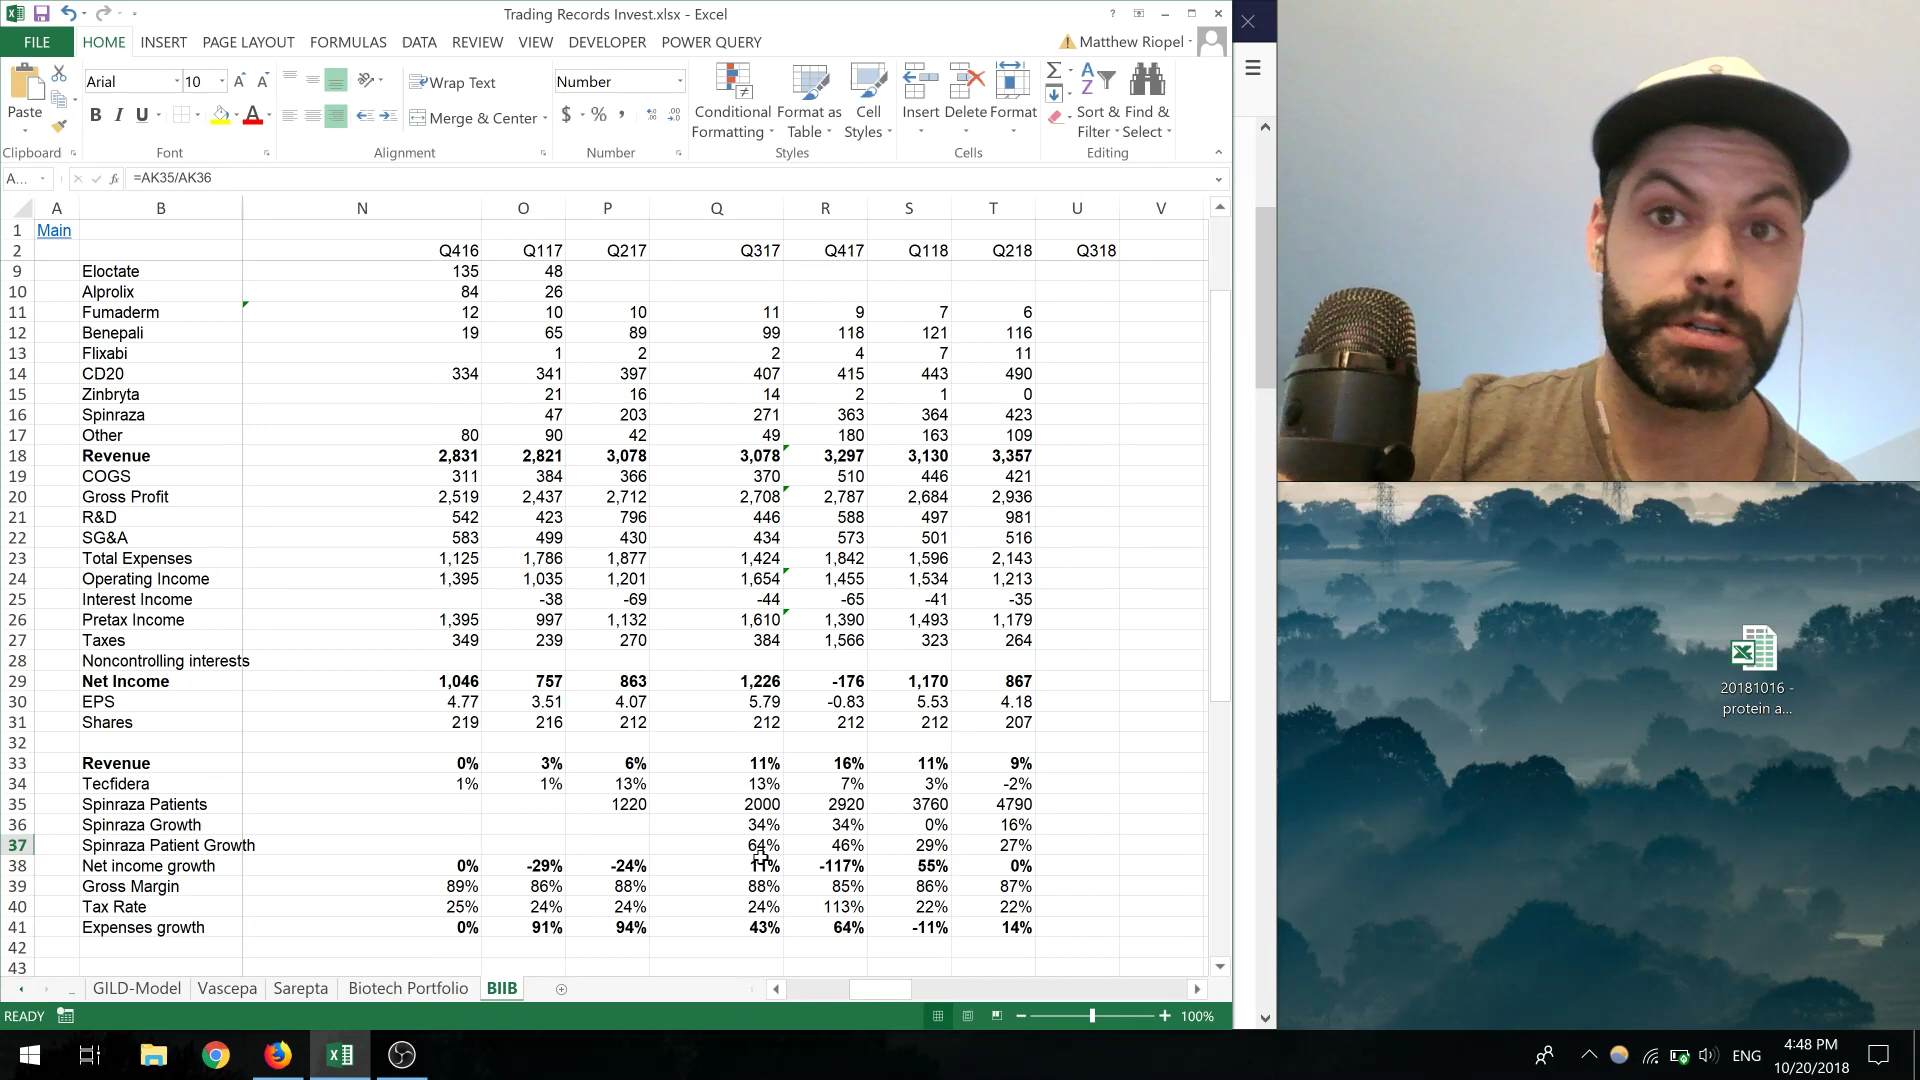 Trading Records Invest.xlsx - Excel
FILE HOME INSERT PAGE LAYOUT FORMULAS DATA REVIEW VIEW DEVELOPER POWER QUERY Matthew Riopel
Arial 10 Wrap Text Number
Paste B I U Merge & Center $ % , Conditional Formatting Format as Table Cell Styles Insert Delete Format Sort & Filter Find & Select
Clipboard Font Alignment Number Styles Cells Editing
A... fx =AK35/AK36
A B N O P Q R S T U V
1 Main
2 Q416 Q117 Q217 Q317 Q417 Q118 Q218 Q318
9 Eloctate 135 48
10 Alprolix 84 26
11 Fumaderm 12 10 10 11 9 7 6
12 Benepali 19 65 89 99 118 121 116
13 Flixabi 1 2 2 4 7 11
14 CD20 334 341 397 407 415 443 490
15 Zinbryta 21 16 14 2 1 0
16 Spinraza 47 203 271 363 364 423
17 Other 80 90 42 49 180 163 109
18 Revenue 2,831 2,821 3,078 3,078 3,297 3,130 3,357
19 COGS 311 384 366 370 510 446 421
20 Gross Profit 2,519 2,437 2,712 2,708 2,787 2,684 2,936
21 R&D 542 423 796 446 588 497 981
22 SG&A 583 499 430 434 573 501 516
23 Total Expenses 1,125 1,786 1,877 1,424 1,842 1,596 2,143
24 Operating Income 1,395 1,035 1,201 1,654 1,455 1,534 1,213
25 Interest Income -38 -69 -44 -65 -41 -35
26 Pretax Income 1,395 997 1,132 1,610 1,390 1,493 1,179
27 Taxes 349 239 270 384 1,566 323 264
28 Noncontrolling interests
29 Net Income 1,046 757 863 1,226 -176 1,170 867
30 EPS 4.77 3.51 4.07 5.79 -0.83 5.53 4.18
31 Shares 219 216 212 212 212 212 207
32
33 Revenue 0% 3% 6% 11% 16% 11% 9%
34 Tecfidera 1% 1% 13% 13% 7% 3% -2%
35 Spinraza Patients 1220 2000 2920 3760 4790
36 Spinraza Growth 34% 34% 0% 16%
37 Spinraza Patient Growth 64% 46% 29% 27%
38 Net income growth 0% -29% -24% 11% -117% 55% 0%
39 Gross Margin 89% 86% 88% 88% 85% 86% 87%
40 Tax Rate 25% 24% 24% 24% 113% 22% 22%
41 Expenses growth 0% 91% 94% 43% 64% -11% 14%
42
43
... GILD-Model Vascepa Sarepta Biotech Portfolio BIIB
READY 100%
20181016 -
protein a...
ENG
4:48 PM
10/20/2018